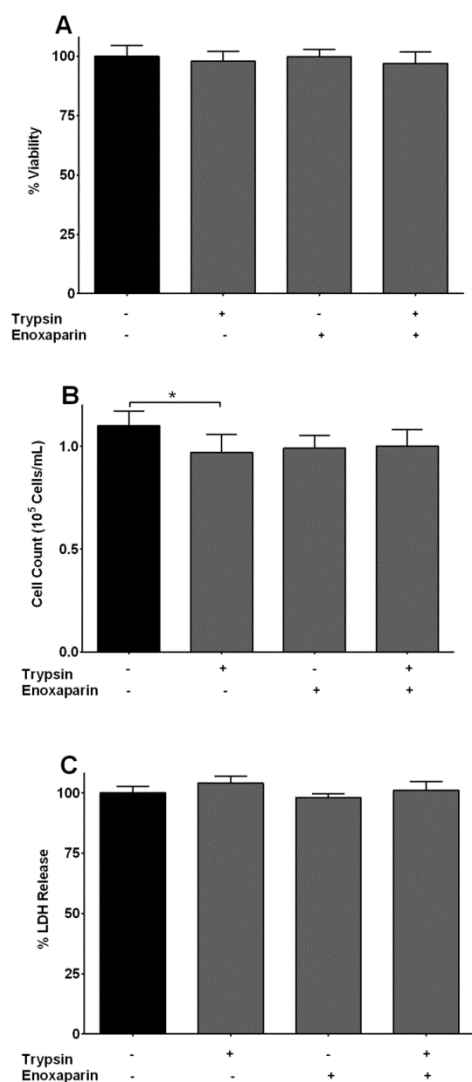 A
100
75
50
25
0
% Viability
Trypsin - + - +
Enoxaparin - - + +
B
*
1.0
0.5
0.0
Cell Count (10⁵ Cells/mL)
Trypsin - + - +
Enoxaparin - - + +
C
100
75
50
25
0
% LDH Release
Trypsin - + - +
Enoxaparin - - + +